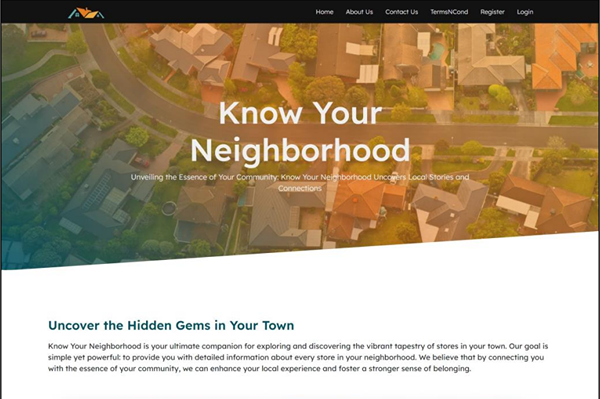 Home About Us Contact Us TermsNCond Register Login
Know Your
Neighborhood
Unveiling the Essence of Your Community: Know Your Neighborhood Uncovers Local Stories and
Connections
Uncover the Hidden Gems in Your Town
Know Your Neighborhood is your ultimate companion for exploring and discovering the vibrant tapestry of stores in your town. Our goal is
simple yet powerful: to provide you with detailed information about every store in your neighborhood. We believe that by connecting you
with the essence of your community, we can enhance your local experience and foster a stronger sense of belonging.